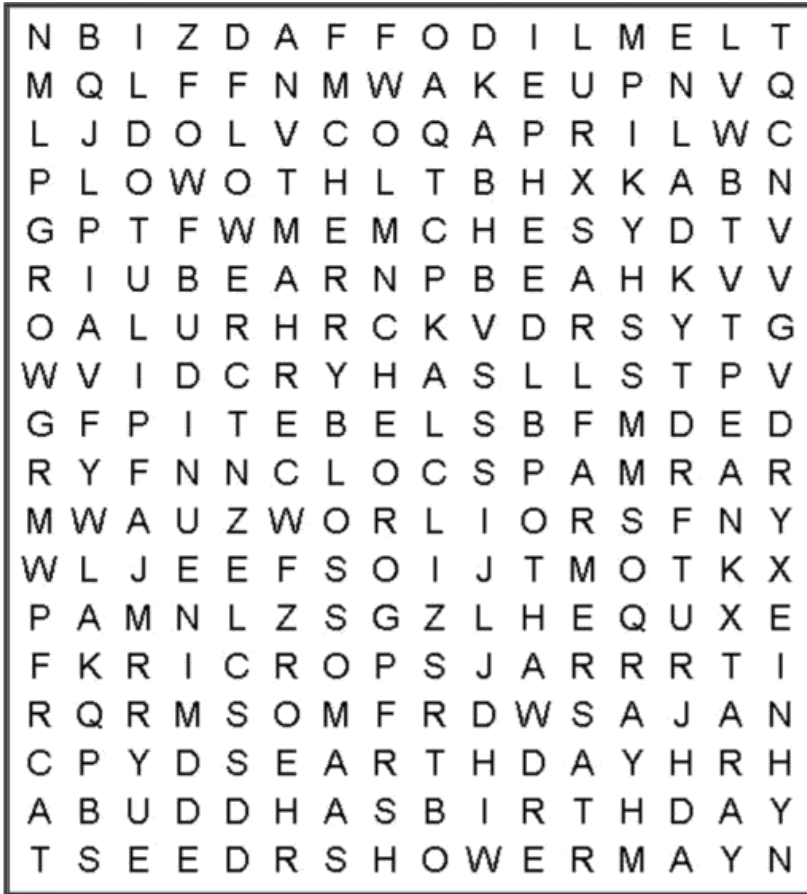 N B I Z D A F F O D I L M E L T
M Q L F F N M W A K E U P N V Q
L J D O L V C O Q A P R I L W C
P L O W O T H L T B H X K A B N
G P T F W M E M C H E S Y D T V
R I U B E A R N P B E A H K V V
O A L U R H R C K V D R S Y T G
W V I D C R Y H A S L L S T P V
G F P I T E B E L S B F M D E D
R Y F N N C L O C S P A M R A R
M W A U Z W O R L I O R S F N Y
W L J E E F S O I J T M O T K X
P A M N L Z S G Z L H E Q U X E
F K R I C R O P S J A R R R T I
R Q R M S O M F R D W S A J A N
C P Y D S E A R T H D A Y H R H
A B U D D H A S B I R T H D A Y
T S E E D R S H O W E R M A Y N